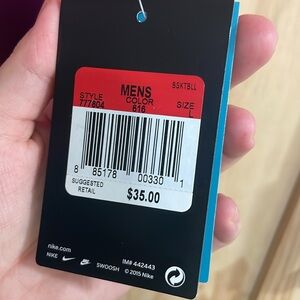 MENS BSKTBLL
STYLE COLOR SIZE
777604 616 L
8 85178 00330 1
SUGGESTED
RETAIL $35.00
nike.com IM# 442443
NIKE SWOOSH © 2015 Nike